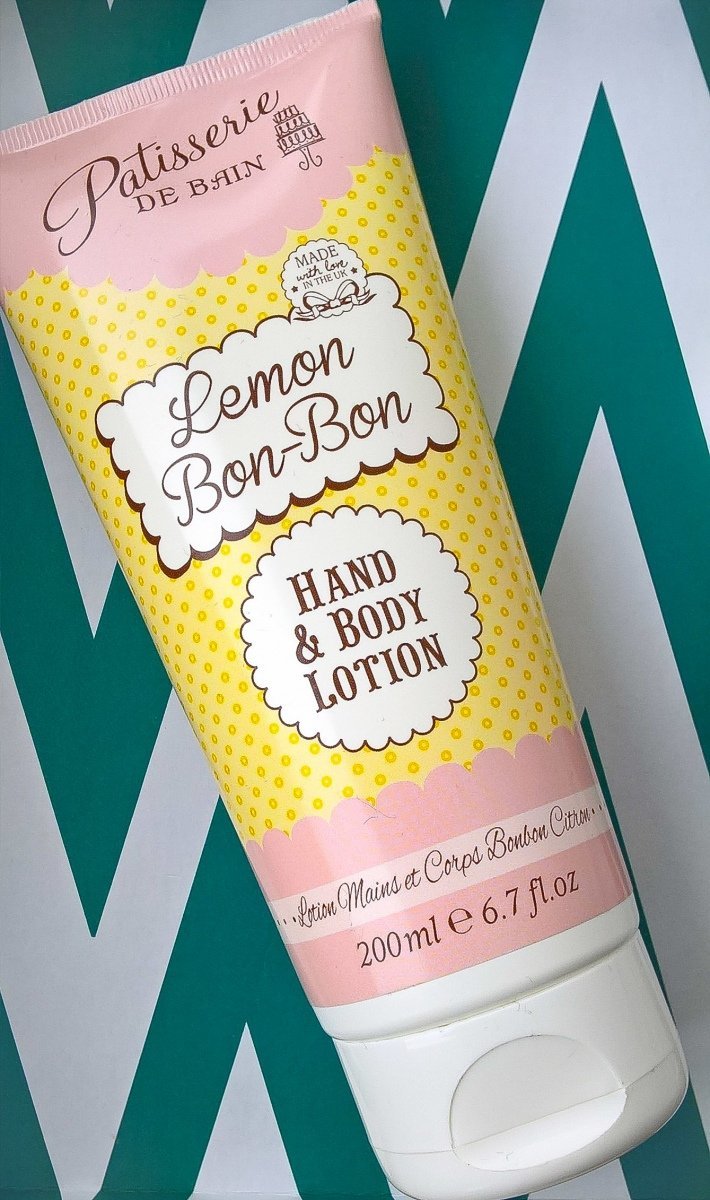 Patisserie
DE BAIN
MADE
with love
IN THE UK
Lemon
Bon-Bon
HAND
& BODY
LOTION
...Lotion Mains et Corps Bonbon Citron...
200ml ℮ 6.7 fl.oz